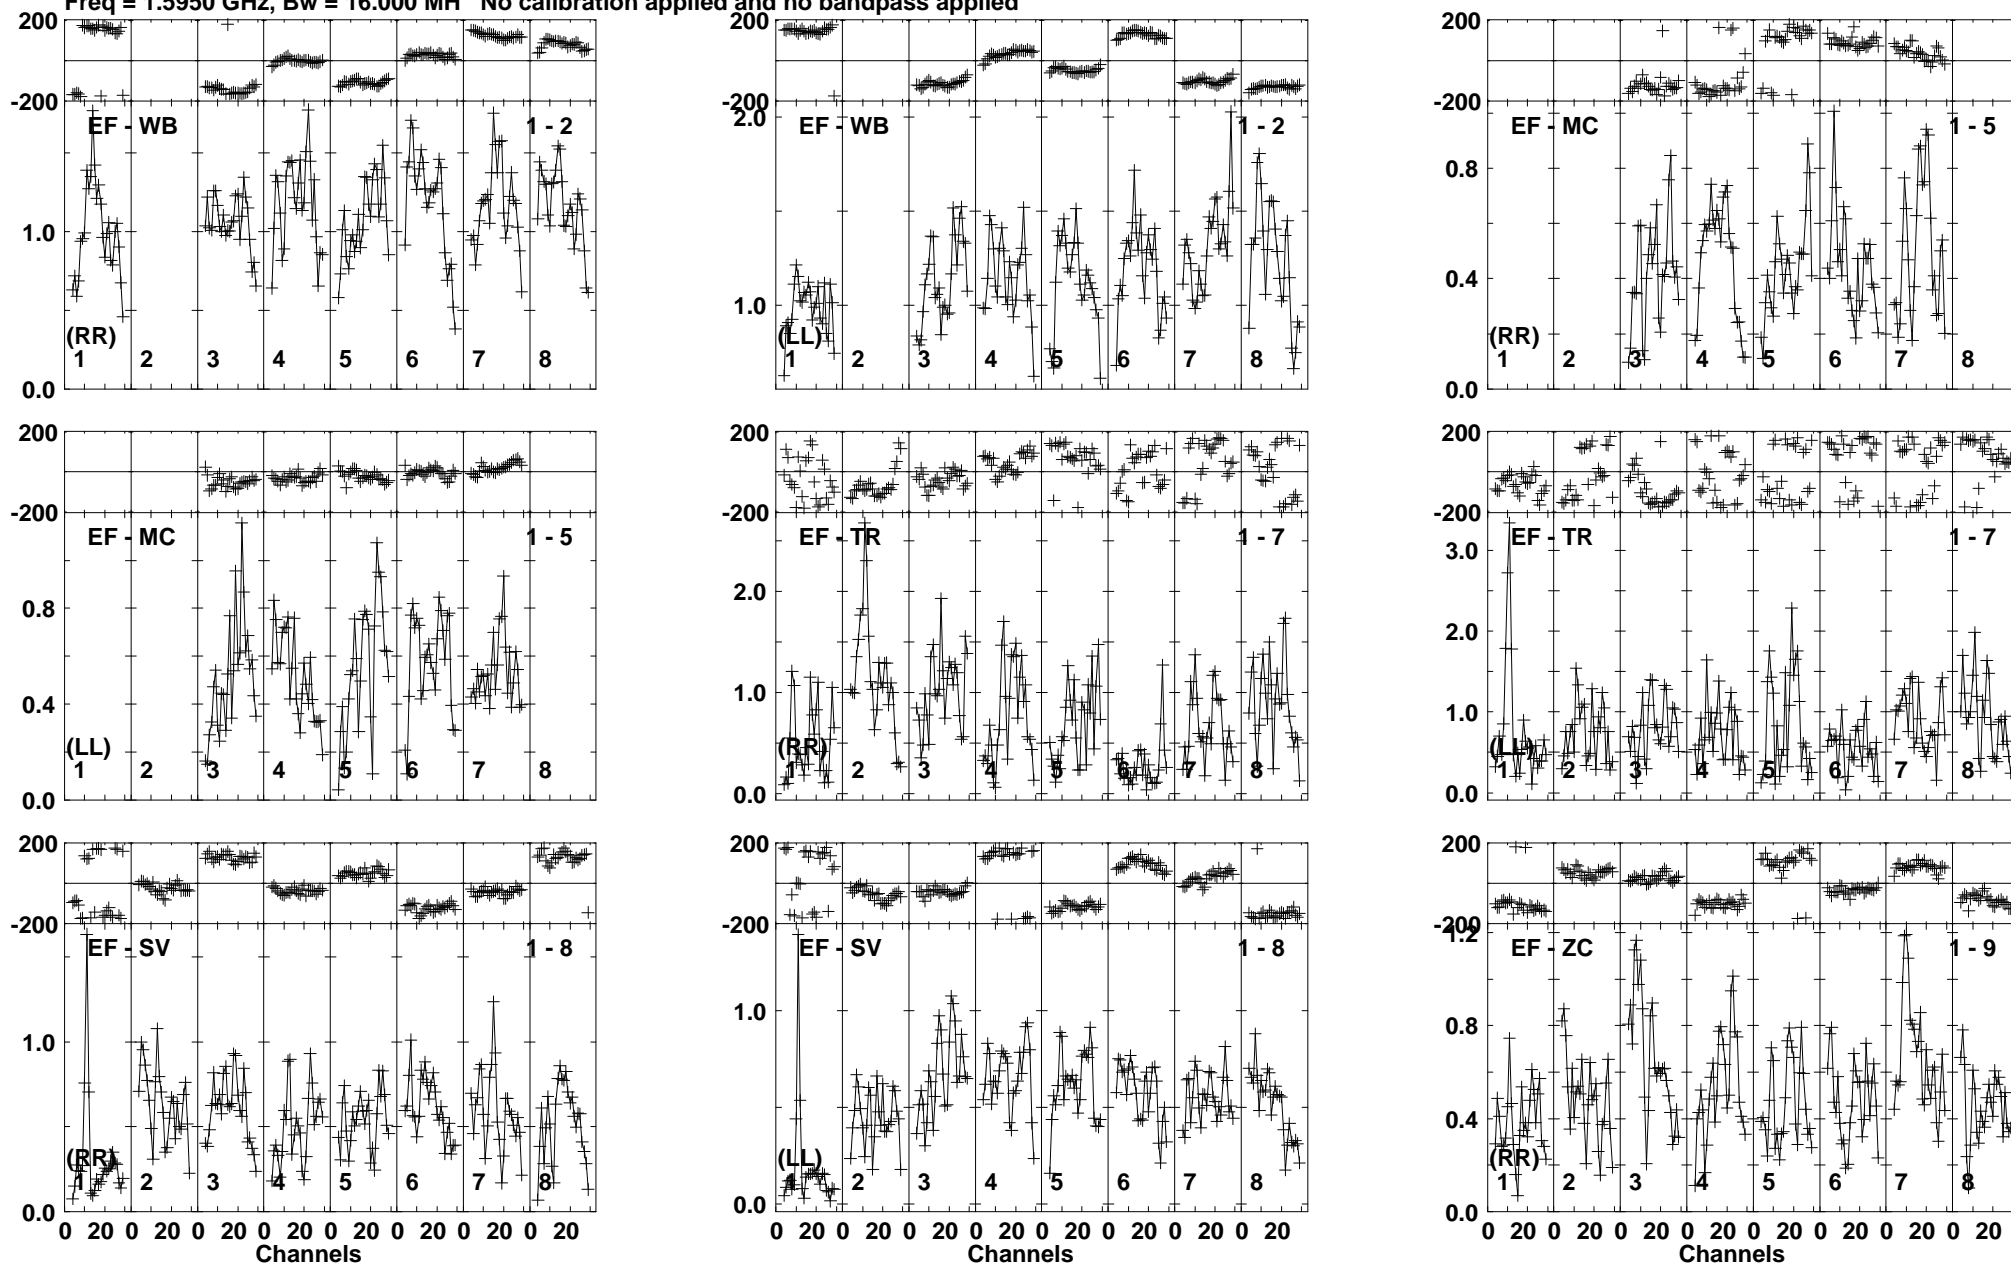 Freq = 1.5950 GHz, Bw = 16.000 MH No calibration applied and no bandpass applied
200 200 200
-200 -200 -200
EF - WB 1 - 2 EF - WB 1 - 2 EF - MC 1 - 5
2.0
0.8
1.0 1.0 0.4
(RR) (LL) (RR)
1 2 3 4 5 6 7 8 1 2 3 4 5 6 7 8 1 2 3 4 5 6 7 8
0.0 0.0
200 200 200
-200 -200 -200
EF - MC 1 - 5 EF - TR 1 - 7 EF - TR 1 - 7
3.0
0.8 2.0 2.0
0.4 1.0 1.0
(LL) (RR) (LL)
1 2 3 4 5 6 7 8 1 2 3 4 5 6 7 8 1 2 3 4 5 6 7 8
0.0 0.0 0.0
200 200 200
-200 -200 -200
1.2
EF - SV 1 - 8 EF - SV 1 - 8 EF - ZC 1 - 9
1.0 1.0 0.8
0.4
(RR) (LL) (RR)
1 2 3 4 5 6 7 8 1 2 3 4 5 6 7 8 1 2 3 4 5 6 7 8
0.0 0.0 0.0
0 20 0 20 0 20 0 20 0 20 0 20 0 20 0 20 0 20 0 20 0 20 0 20 0 20 0 20 0 20 0 20 0 20 0 20 0 20 0 20 0 20 0 20 0 20 0 20
Channels Channels